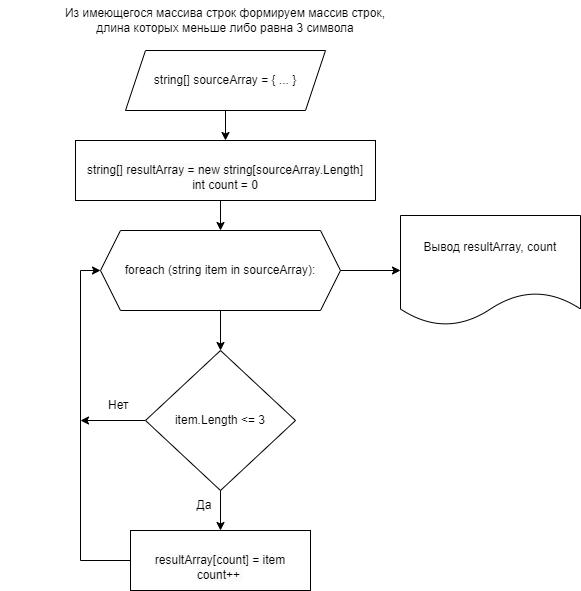 Из имеющегося массива строк формируем массив строк,
длина которых меньше либо равна 3 символа
string[] sourceArray = { ... }
string[] resultArray = new string[sourceArray.Length]
int count = 0
foreach (string item in sourceArray):
Вывод resultArray, count
item.Length <= 3
Нет
Да
resultArray[count] = item
count++